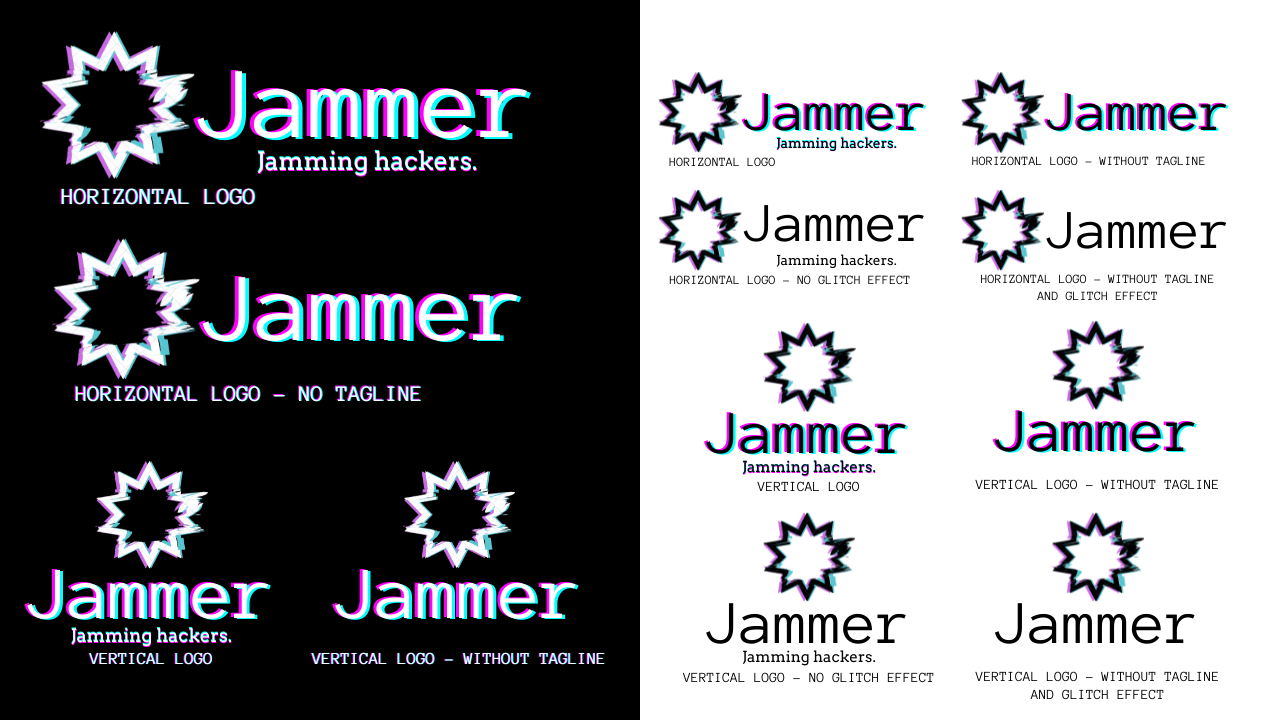 Jammer
Jamming hackers.
HORIZONTAL LOGO
Jammer
HORIZONTAL LOGO – NO TAGLINE
Jammer
Jamming hackers.
VERTICAL LOGO
Jammer
VERTICAL LOGO – WITHOUT TAGLINE
Jammer
Jamming hackers.
HORIZONTAL LOGO
Jammer
HORIZONTAL LOGO – WITHOUT TAGLINE
Jammer
Jamming hackers.
HORIZONTAL LOGO – NO GLITCH EFFECT
Jammer
HORIZONTAL LOGO – WITHOUT TAGLINE
AND GLITCH EFFECT
Jammer
Jamming hackers.
VERTICAL LOGO
Jammer
VERTICAL LOGO – WITHOUT TAGLINE
Jammer
Jamming hackers.
VERTICAL LOGO – NO GLITCH EFFECT
Jammer
VERTICAL LOGO – WITHOUT TAGLINE
AND GLITCH EFFECT